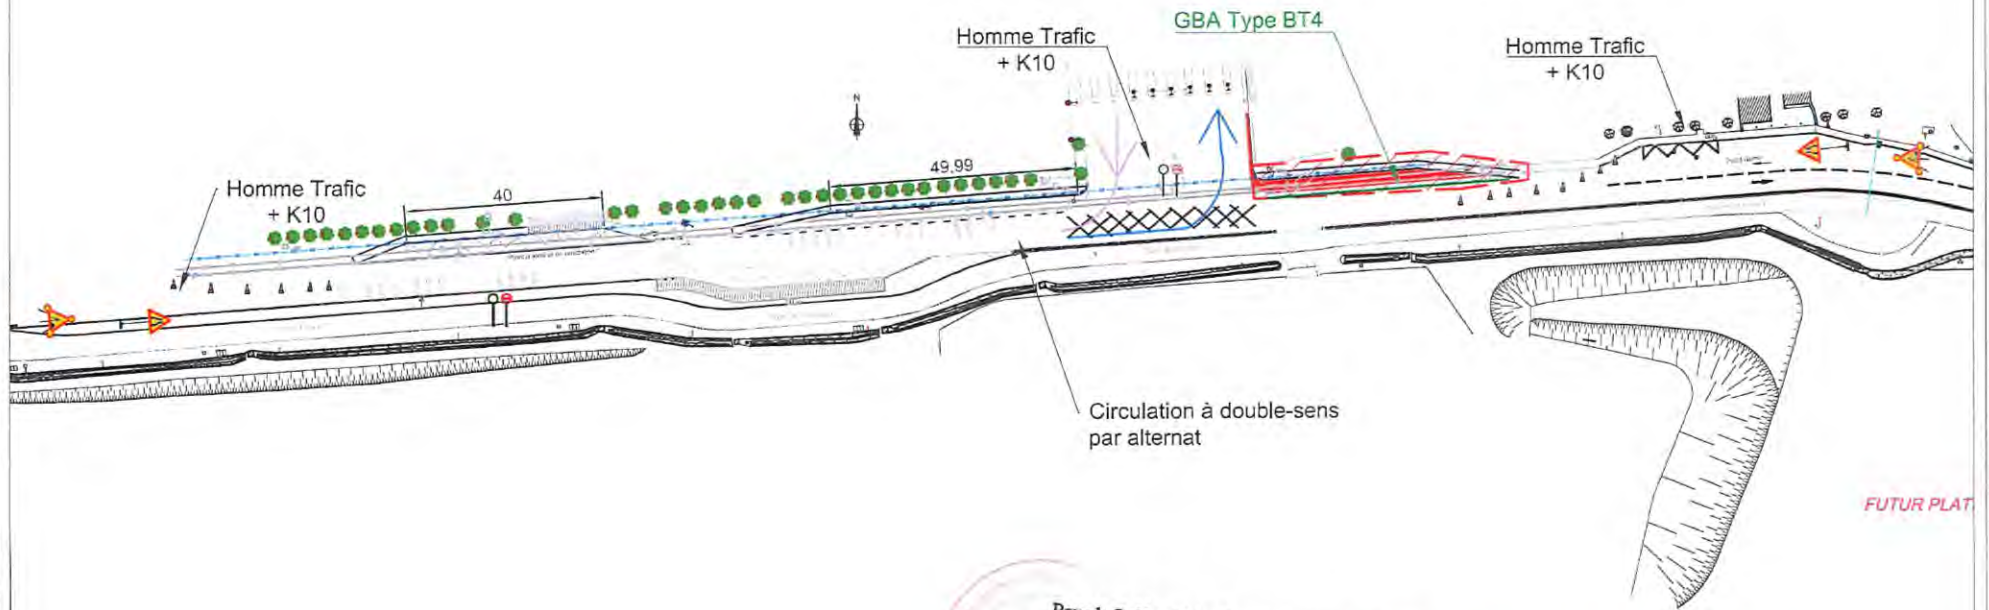 GBA Type BT4
Homme Trafic
+ K10
Homme Trafic
+ K10
N
49,99
Homme Trafic
+ K10
40
Circulation à double-sens
par alternat
FUTUR PLAT